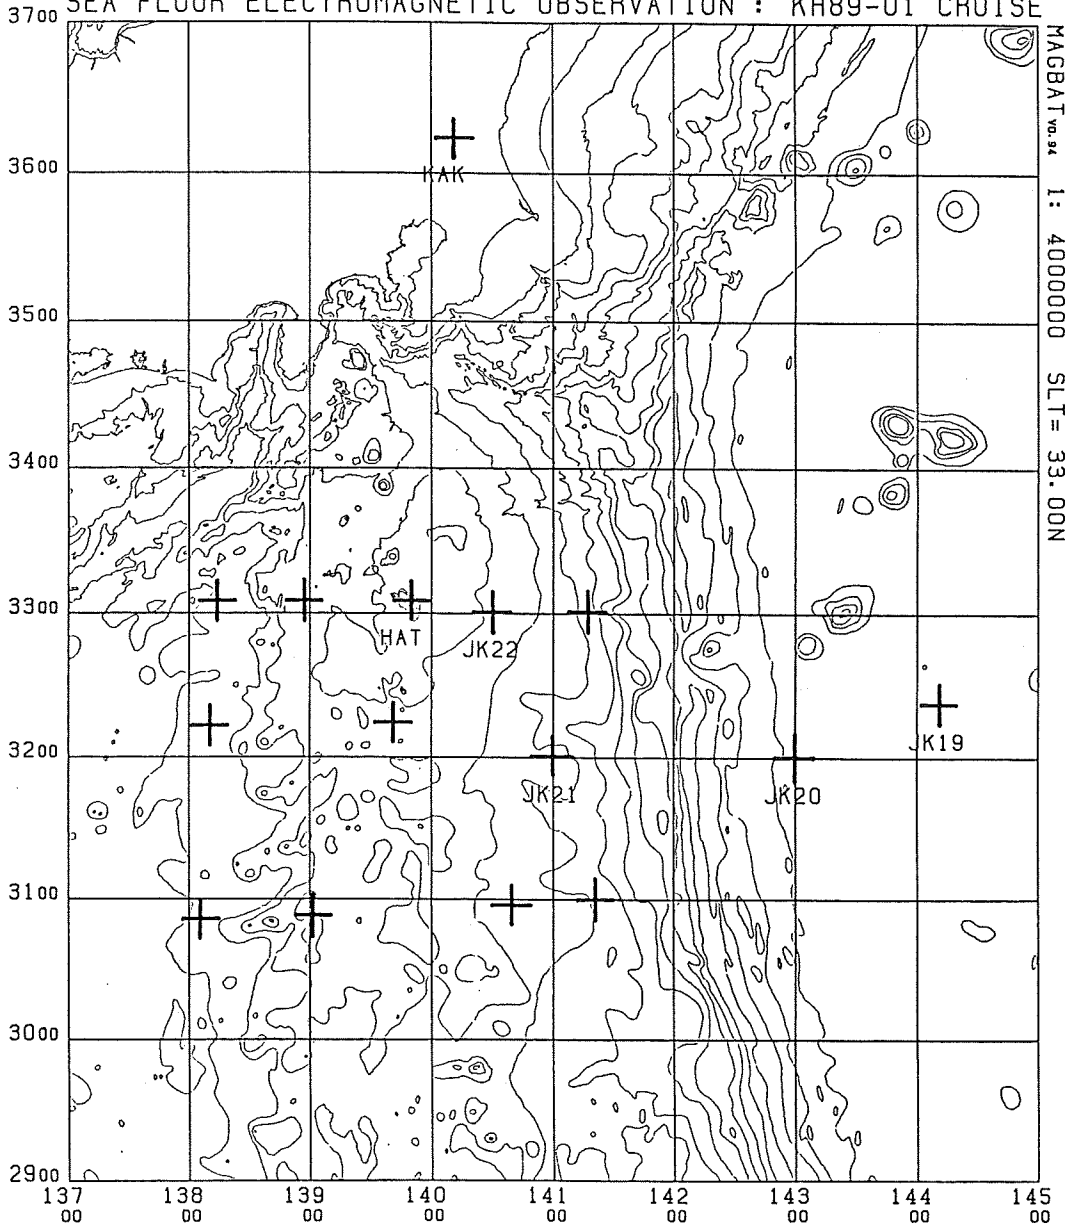 SEA FLOOR ELECTROMAGNETIC OBSERVATION : KH89-01 CRUISE
MAGBAT V0.94 1: 4000000 SLT= 33.00N
3700
3600
KAK
3500
3400
3300
HAT
JK22
JK19
3200
JK21
JK20
3100
3000
2900
137 138 139 140 141 142 143 144 145
00 00 00 00 00 00 00 00 00